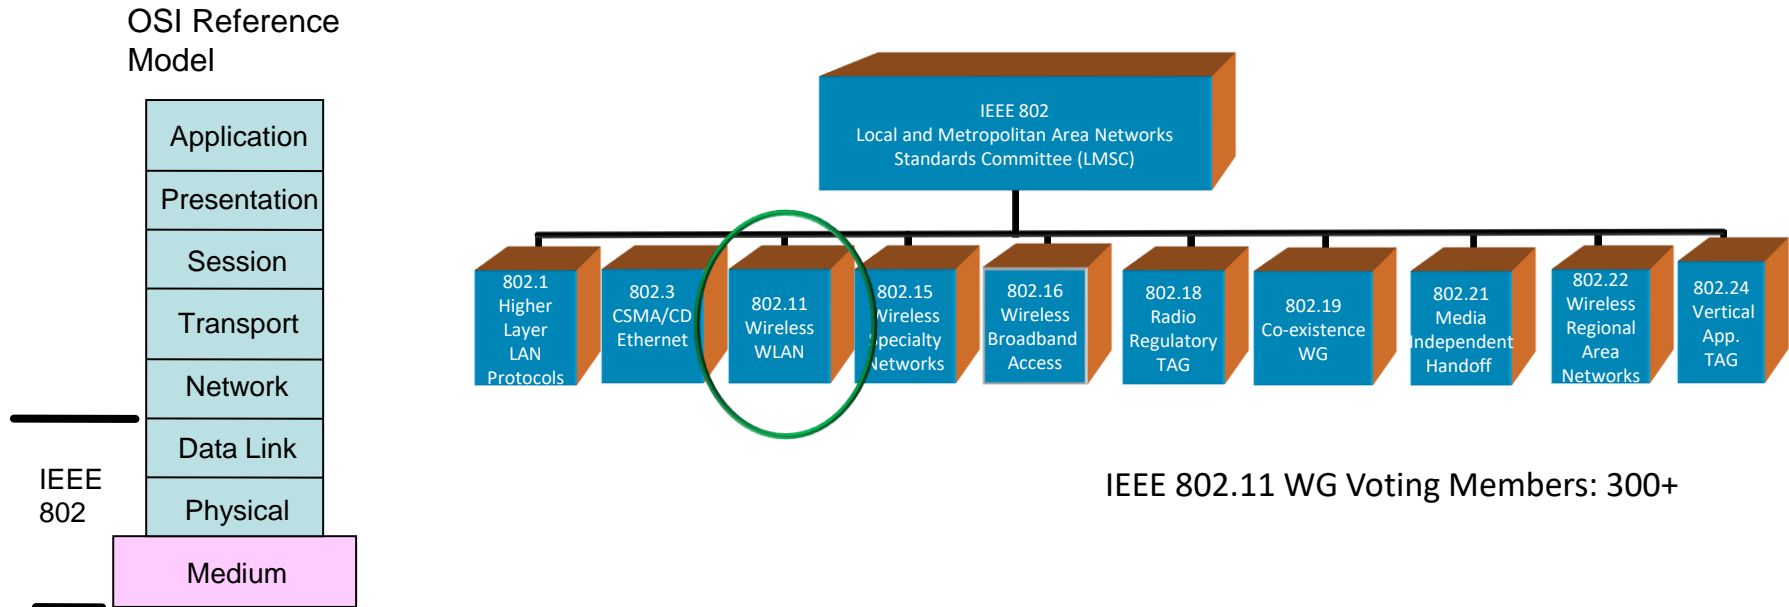 OSI Reference
Model
Application
Presentation
Session
Transport
Network
Data Link
Physical
Medium
IEEE
802
IEEE 802
Local and Metropolitan Area Networks
Standards Committee (LMSC)
802.1
Higher
Layer
LAN
Protocols
802.3
CSMA/CD
Ethernet
802.11
Wireless
WLAN
802.15
Wireless
Specialty
Networks
802.16
Wireless
Broadband
Access
802.18
Radio
Regulatory
TAG
802.19
Co-existence
WG
802.21
Media
Independent
Handoff
802.22
Wireless
Regional
Area
Networks
802.24
Vertical
App.
TAG
IEEE 802.11 WG Voting Members: 300+